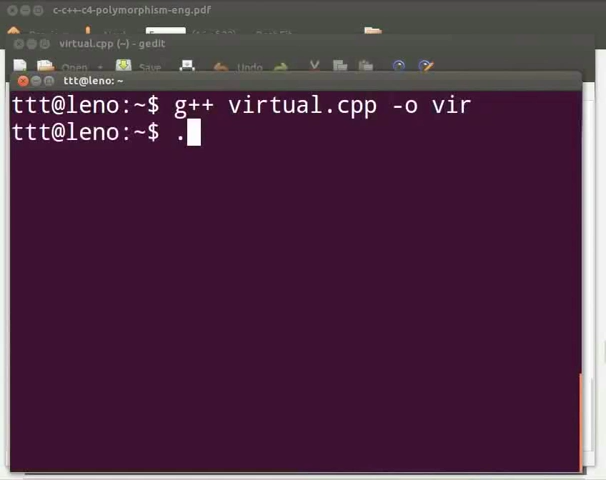 c-c++-c4-polymorphism-eng.pdf
virtual.cpp (~) - gedit
Open Save Undo
ttt@leno: ~
ttt@leno:~$ g++ virtual.cpp -o vir
ttt@leno:~$ .